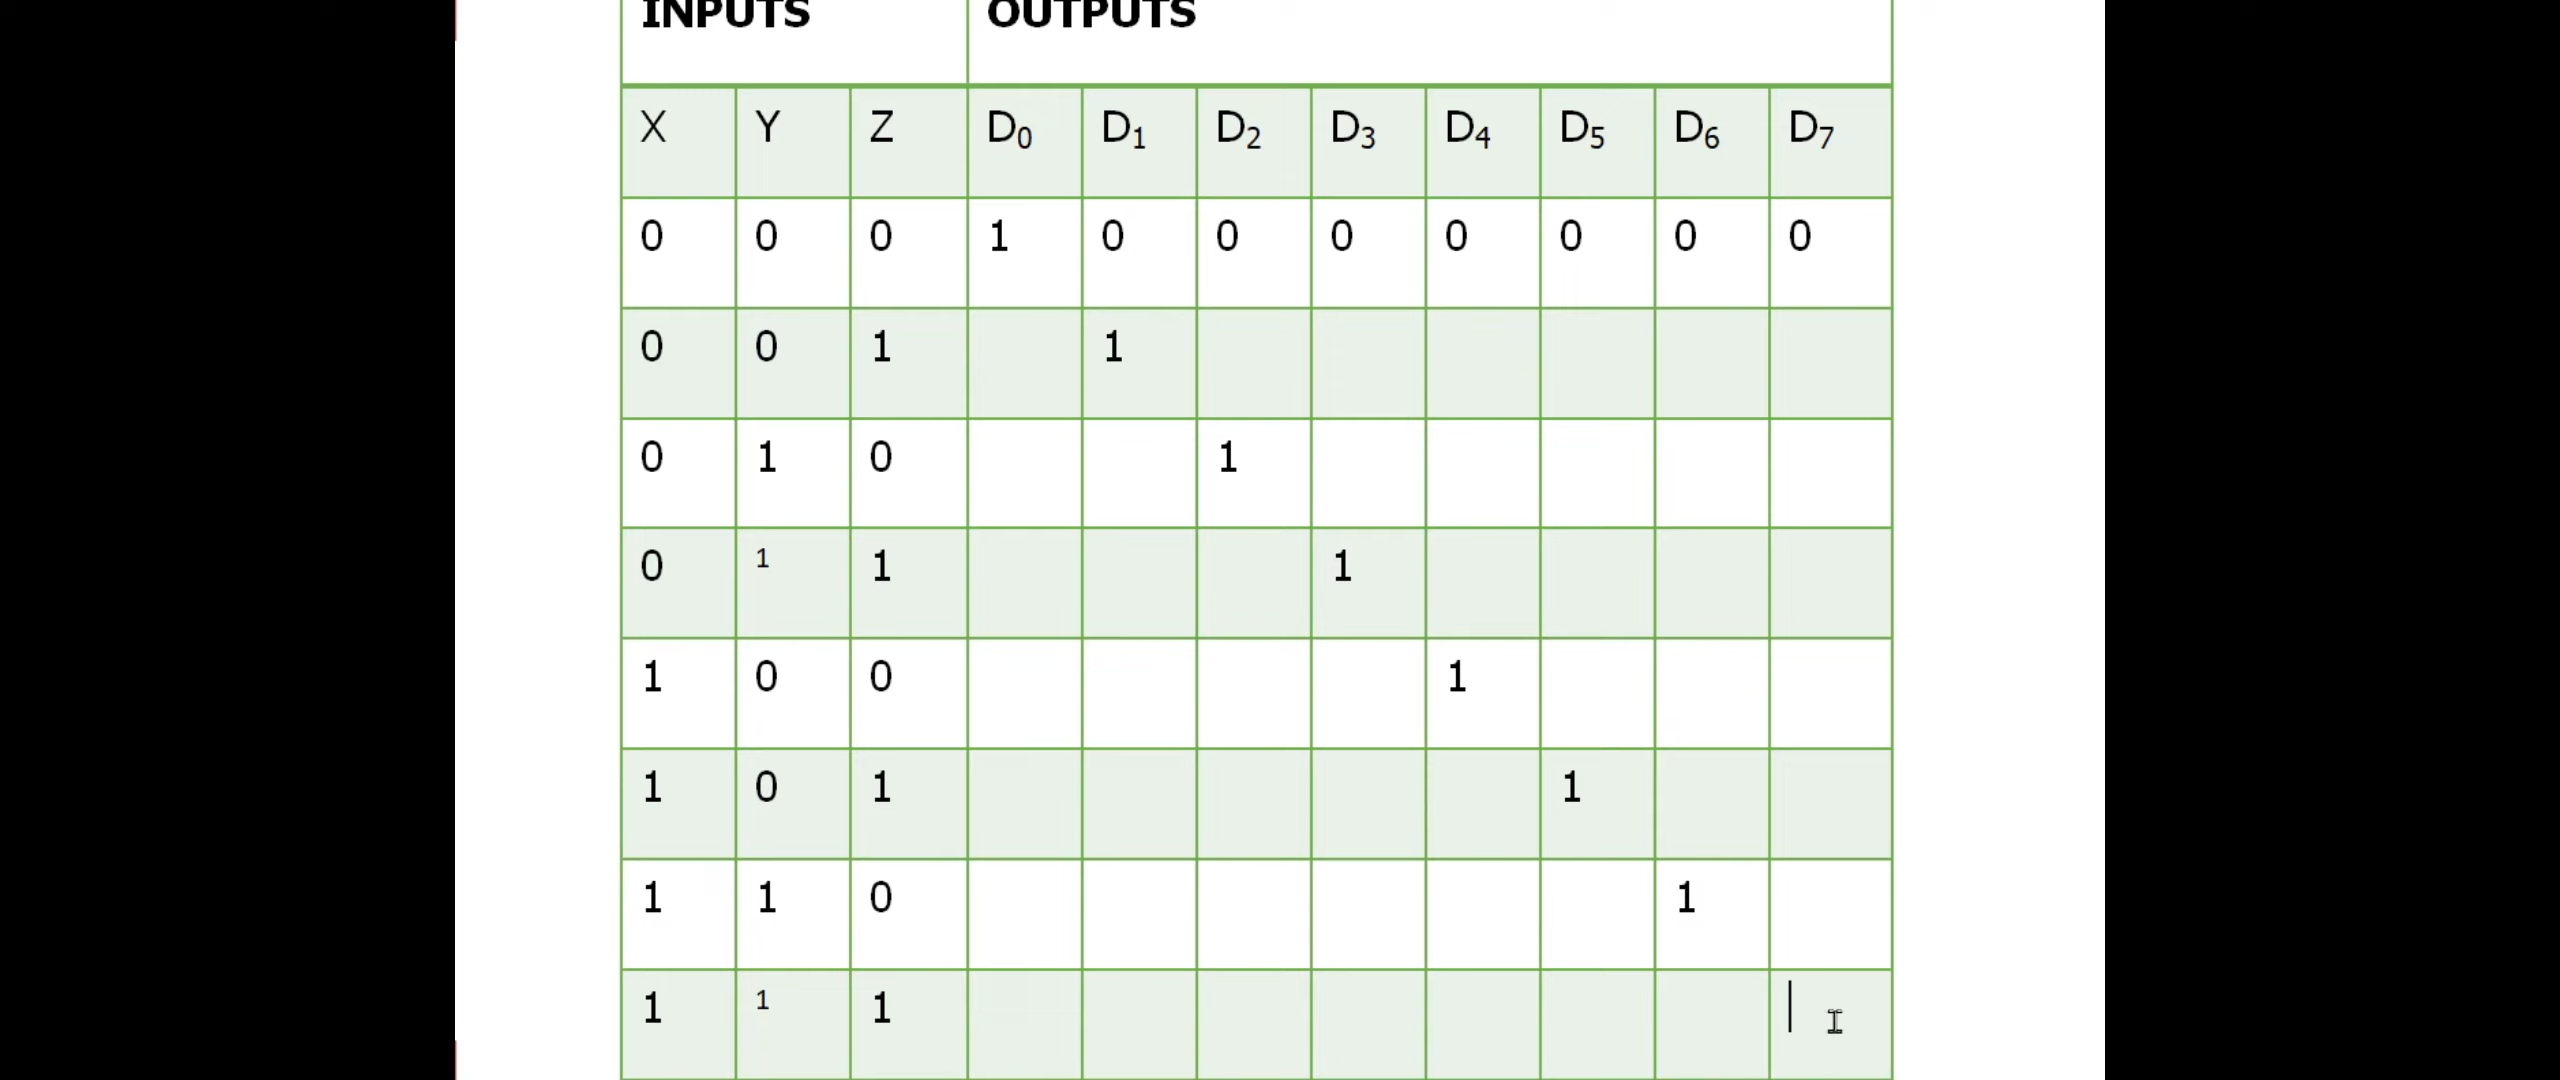 INPUTS OUTPUTS
X Y Z D₀ D₁ D₂ D₃ D₄ D₅ D₆ D₇
0 0 0 1 0 0 0 0 0 0 0
0 0 1 1
0 1 0 1
0 1 1 1
1 0 0 1
1 0 1 1
1 1 0 1
1 1 1